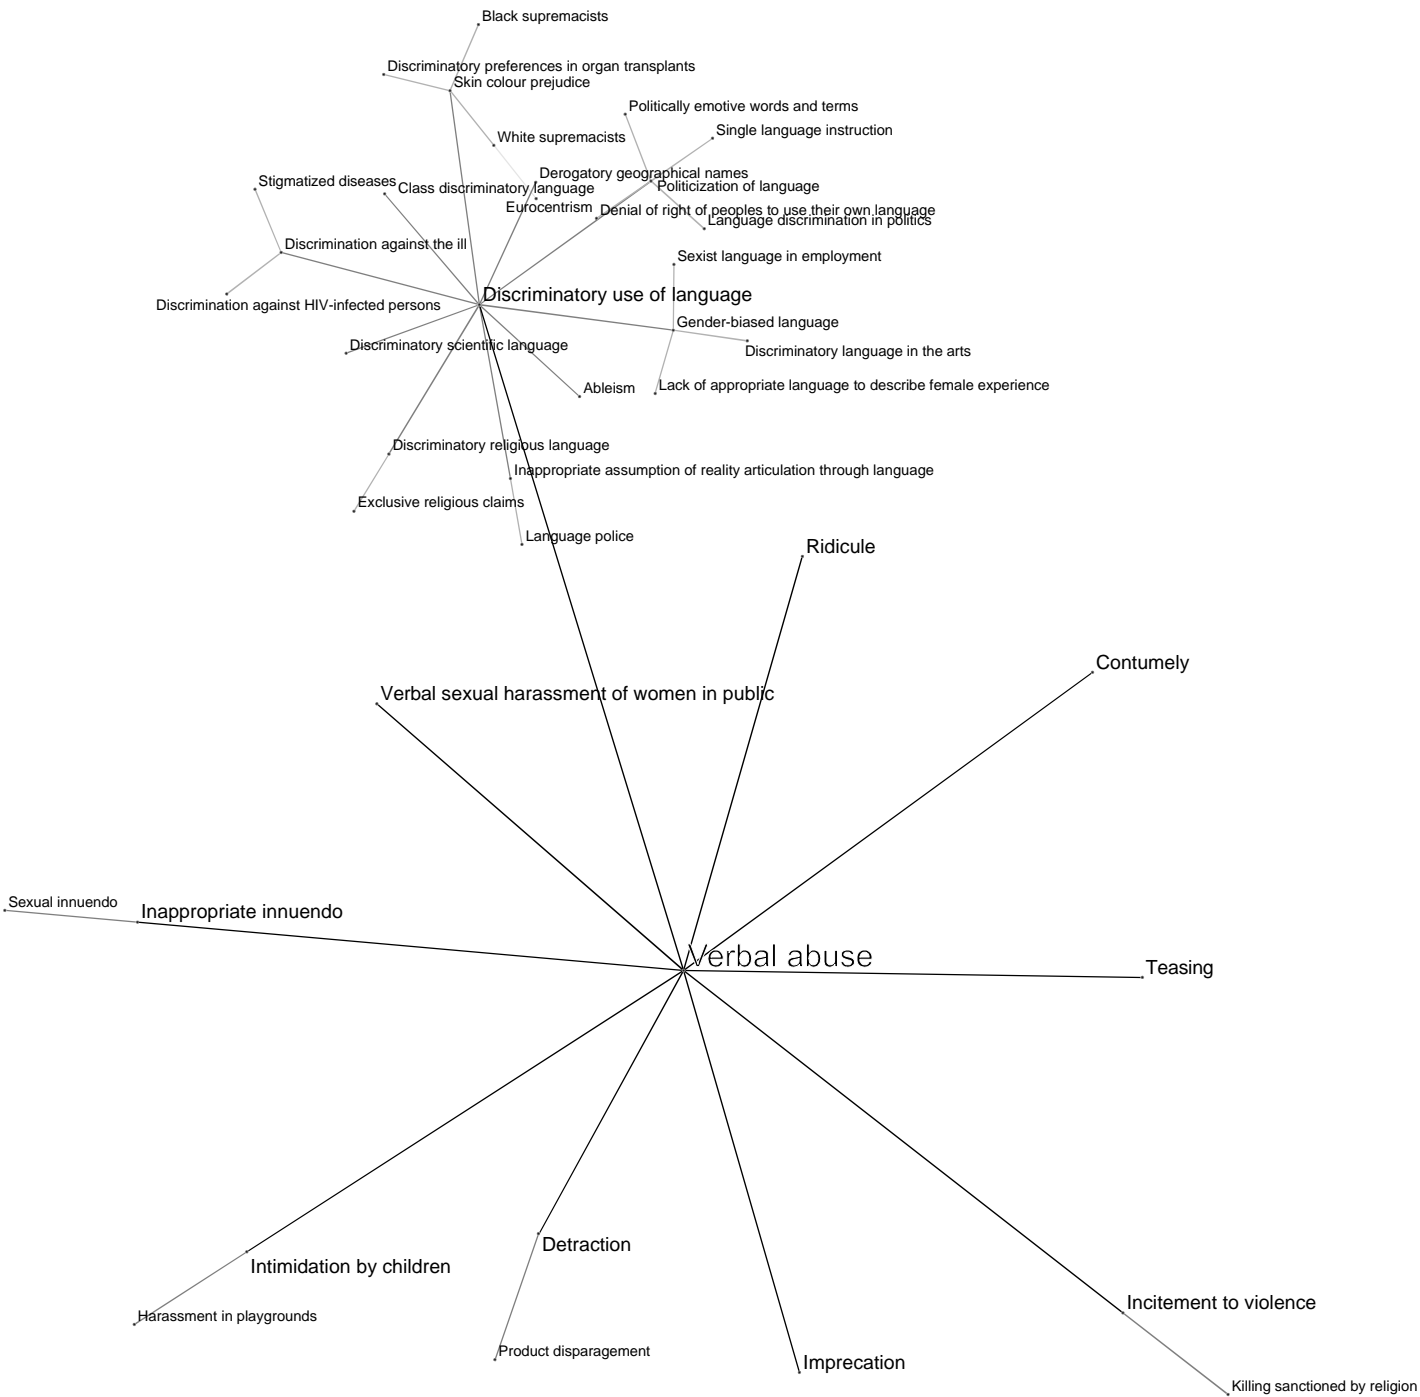 Black supremacists
Discriminatory preferences in organ transplants
Skin colour prejudice
Politically emotive words and terms
Single language instruction
White supremacists
Derogatory geographical names
Stigmatized diseases
Class discriminatory language
Politicization of language
Eurocentrism
Denial of right of peoples to use their own language
Language discrimination in politics
Discrimination against the ill
Sexist language in employment
Discriminatory use of language
Discrimination against HIV-infected persons
Gender-biased language
Discriminatory scientific language
Discriminatory language in the arts
Ableism
Lack of appropriate language to describe female experience
Discriminatory religious language
Inappropriate assumption of reality articulation through language
Exclusive religious claims
Language police
Ridicule
Contumely
Verbal sexual harassment of women in public
Sexual innuendo
Inappropriate innuendo
Verbal abuse
Teasing
Detraction
Intimidation by children
Incitement to violence
Harassment in playgrounds
Product disparagement
Imprecation
Killing sanctioned by religion